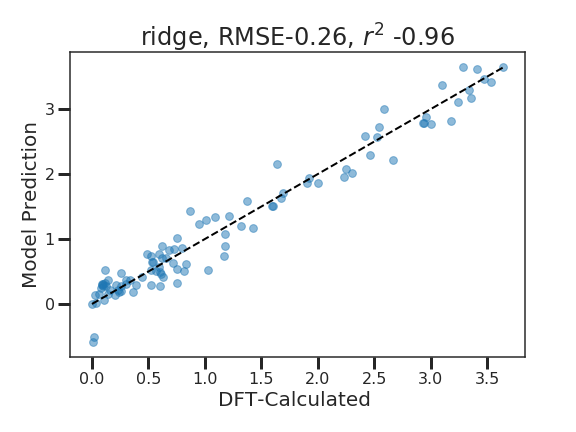 ridge, RMSE-0.26, r² -0.96
Model Prediction
3
2
1
0
0.0 0.5 1.0 1.5 2.0 2.5 3.0 3.5
DFT-Calculated